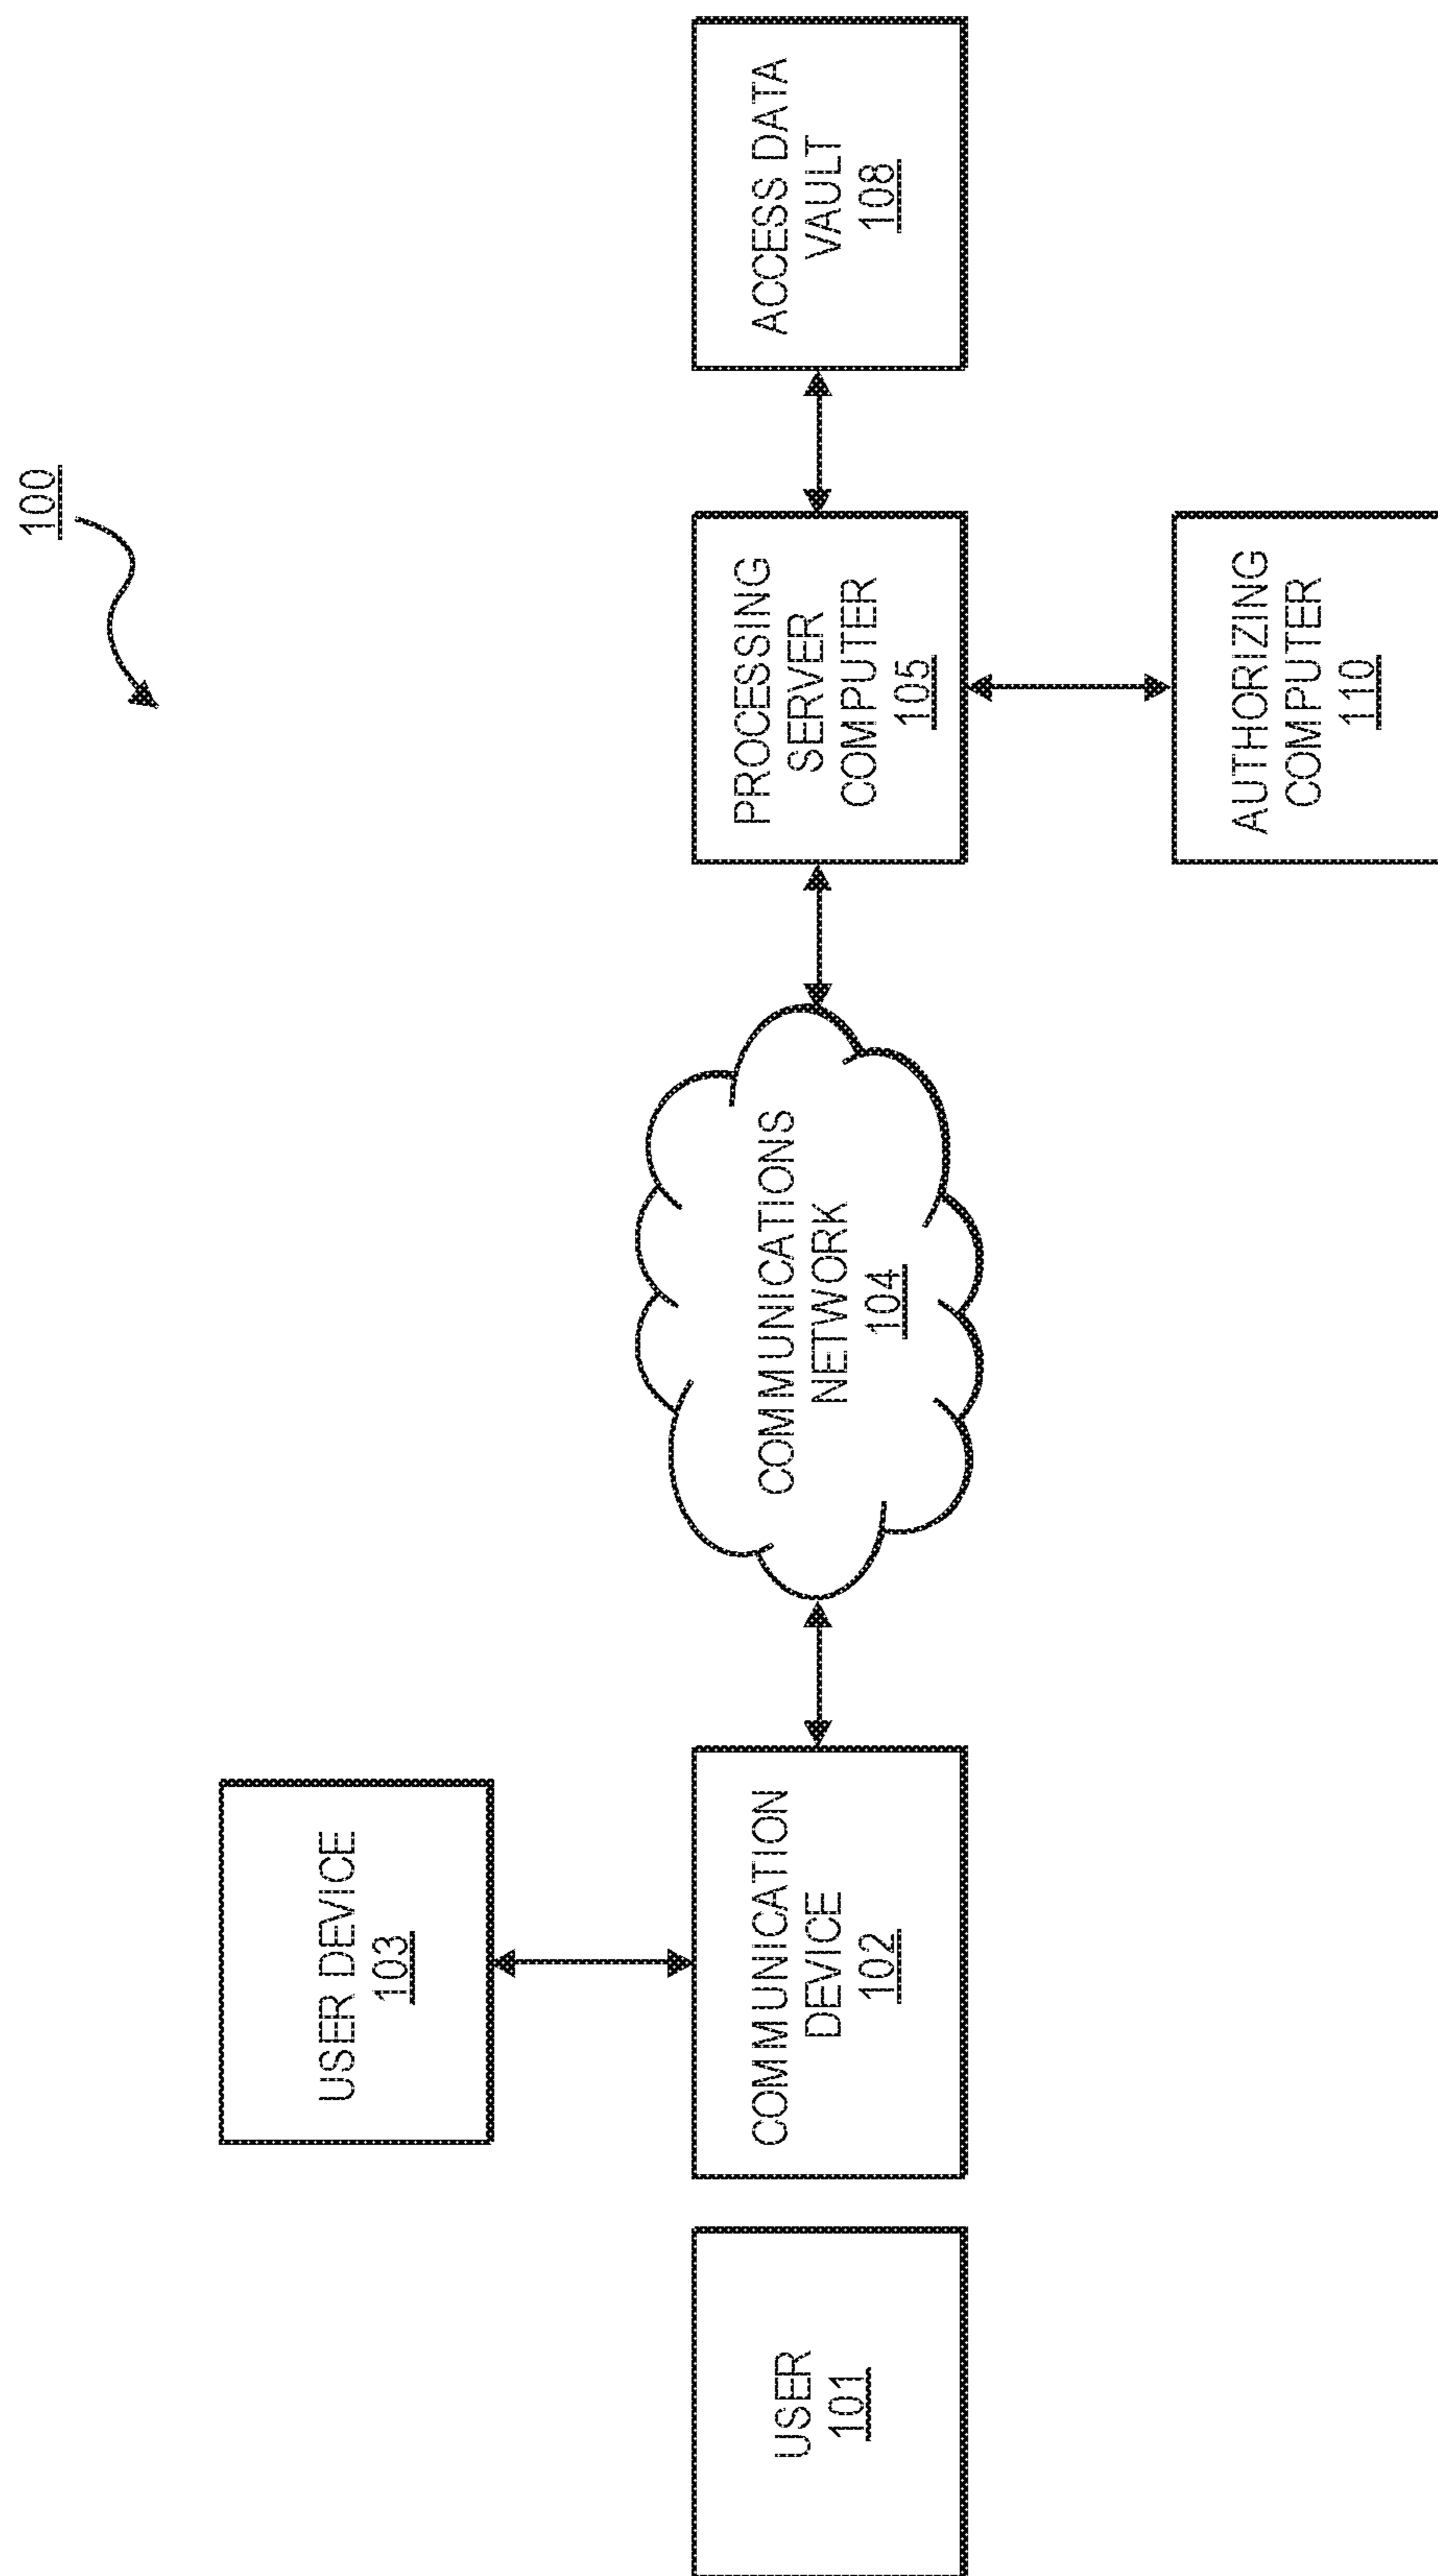 100
USER
101
USER DEVICE
103
COMMUNICATION
DEVICE
102
COMMUNICATIONS
NETWORK
104
PROCESSING
SERVER
COMPUTER
105
AUTHORIZING
COMPUTER
110
ACCESS DATA
VAULT
108